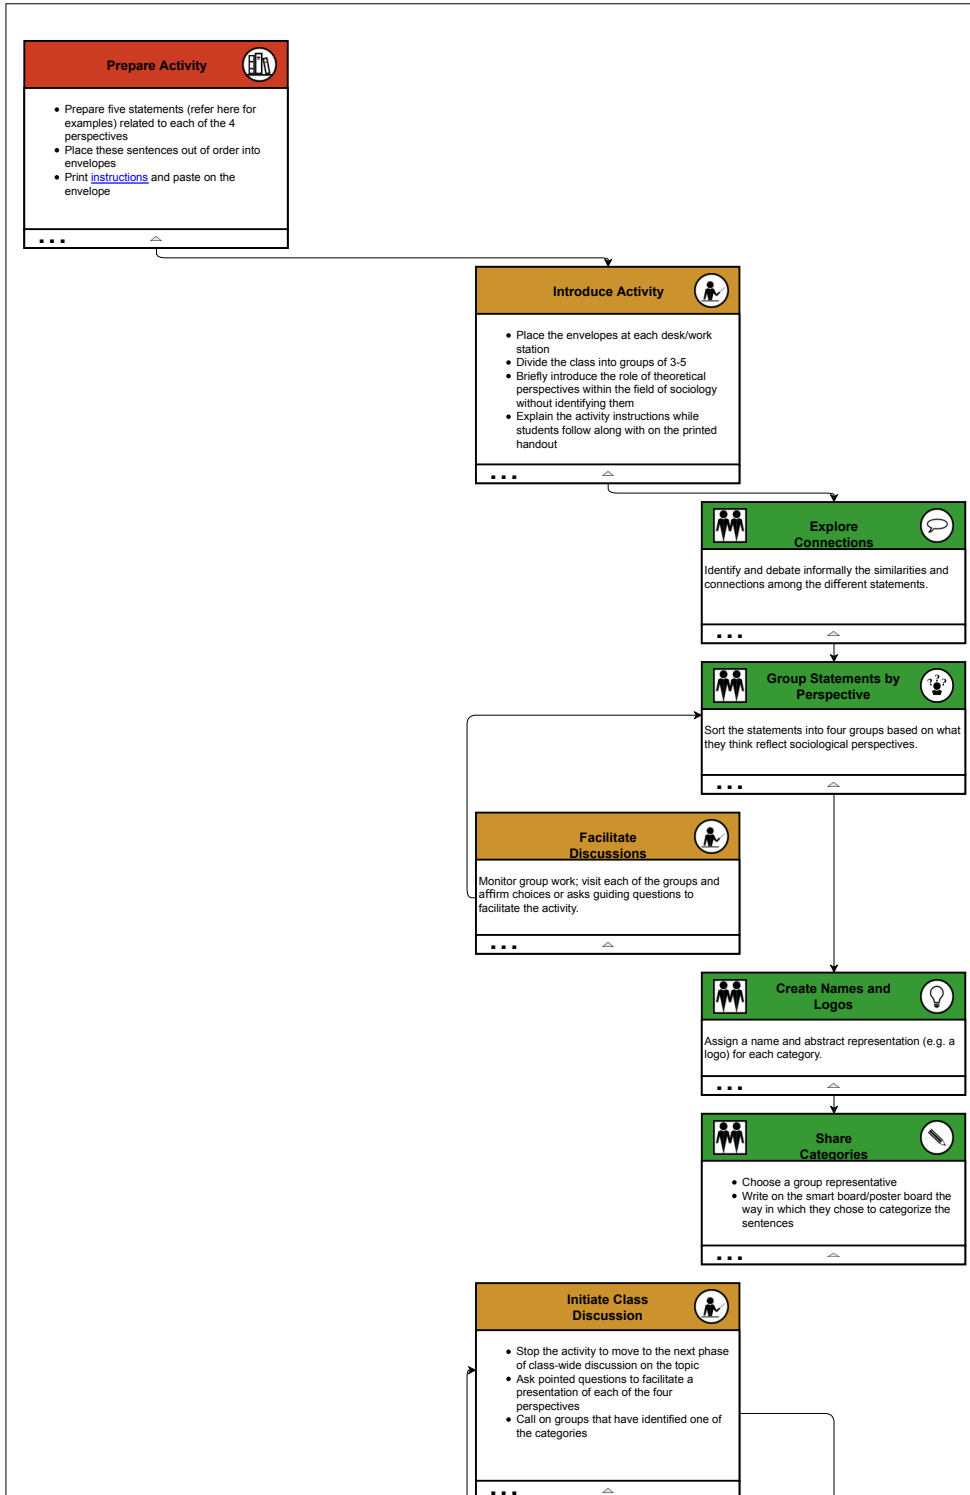 Prepare Activity
Prepare five statements (refer here for
examples) related to each of the 4
perspectives
Place these sentences out of order into
envelopes
Print instructions and paste on the
envelope
Introduce Activity
Place the envelopes at each desk/work
station
Divide the class into groups of 3-5
Briefly introduce the role of theoretical
perspectives within the field of sociology
without identifying them
Explain the activity instructions while
students follow along with on the printed
handout
Explore
Connections
Identify and debate informally the similarities and
connections among the different statements.
Group Statements by
Perspective
Sort the statements into four groups based on what
they think reflect sociological perspectives.
Facilitate
Discussions
Monitor group work; visit each of the groups and
affirm choices or asks guiding questions to
facilitate the activity.
Create Names and
Logos
Assign a name and abstract representation (e.g. a
logo) for each category.
Share
Categories
Choose a group representative
Write on the smart board/poster board the
way in which they chose to categorize the
sentences
Initiate Class
Discussion
Stop the activity to move to the next phase
of class-wide discussion on the topic
Ask pointed questions to facilitate a
presentation of each of the four
perspectives
Call on groups that have identified one of
the categories